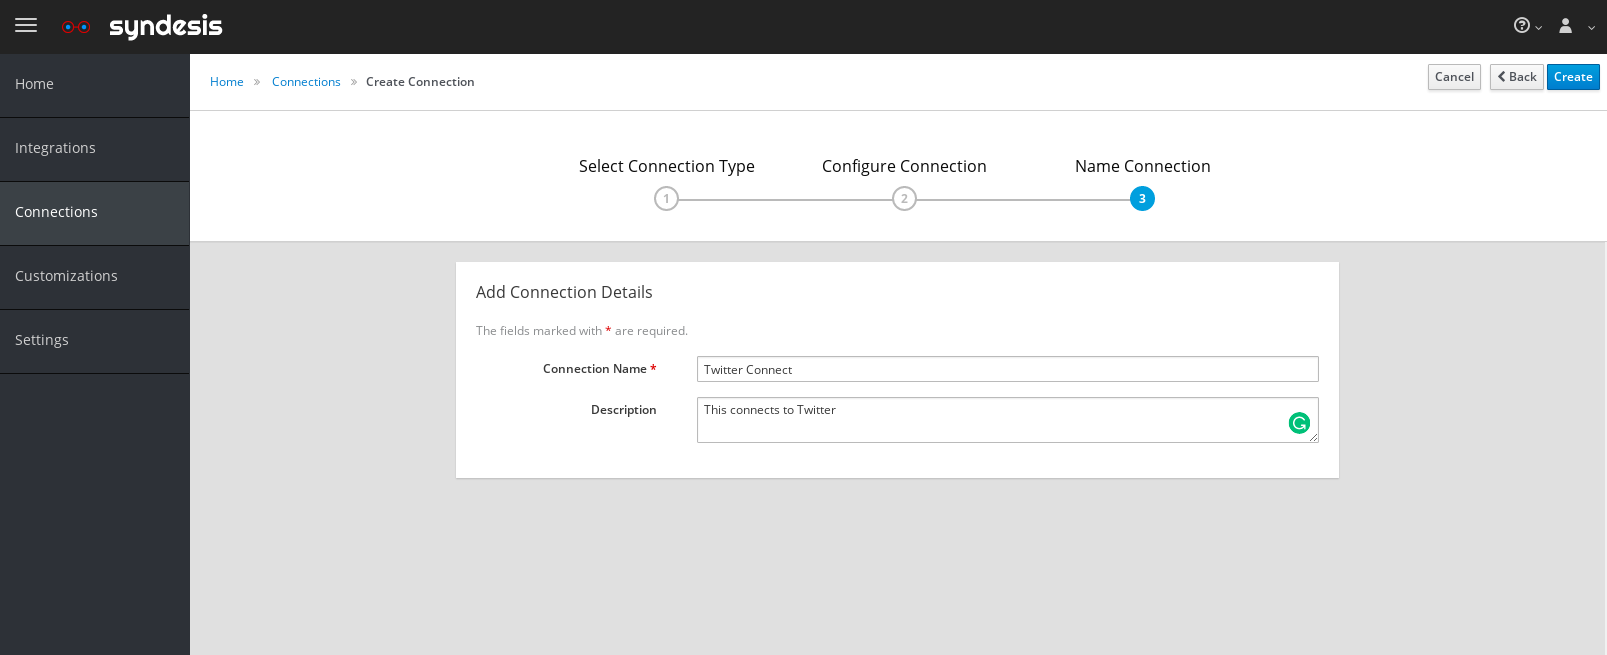 syndesis
Home
Integrations
Connections
Customizations
Settings
Home » Connections » Create Connection
Cancel
Back
Create
Select Connection Type
Configure Connection
Name Connection
1
2
3
Add Connection Details
The fields marked with * are required.
Connection Name *
Twitter Connect
Description
This connects to Twitter